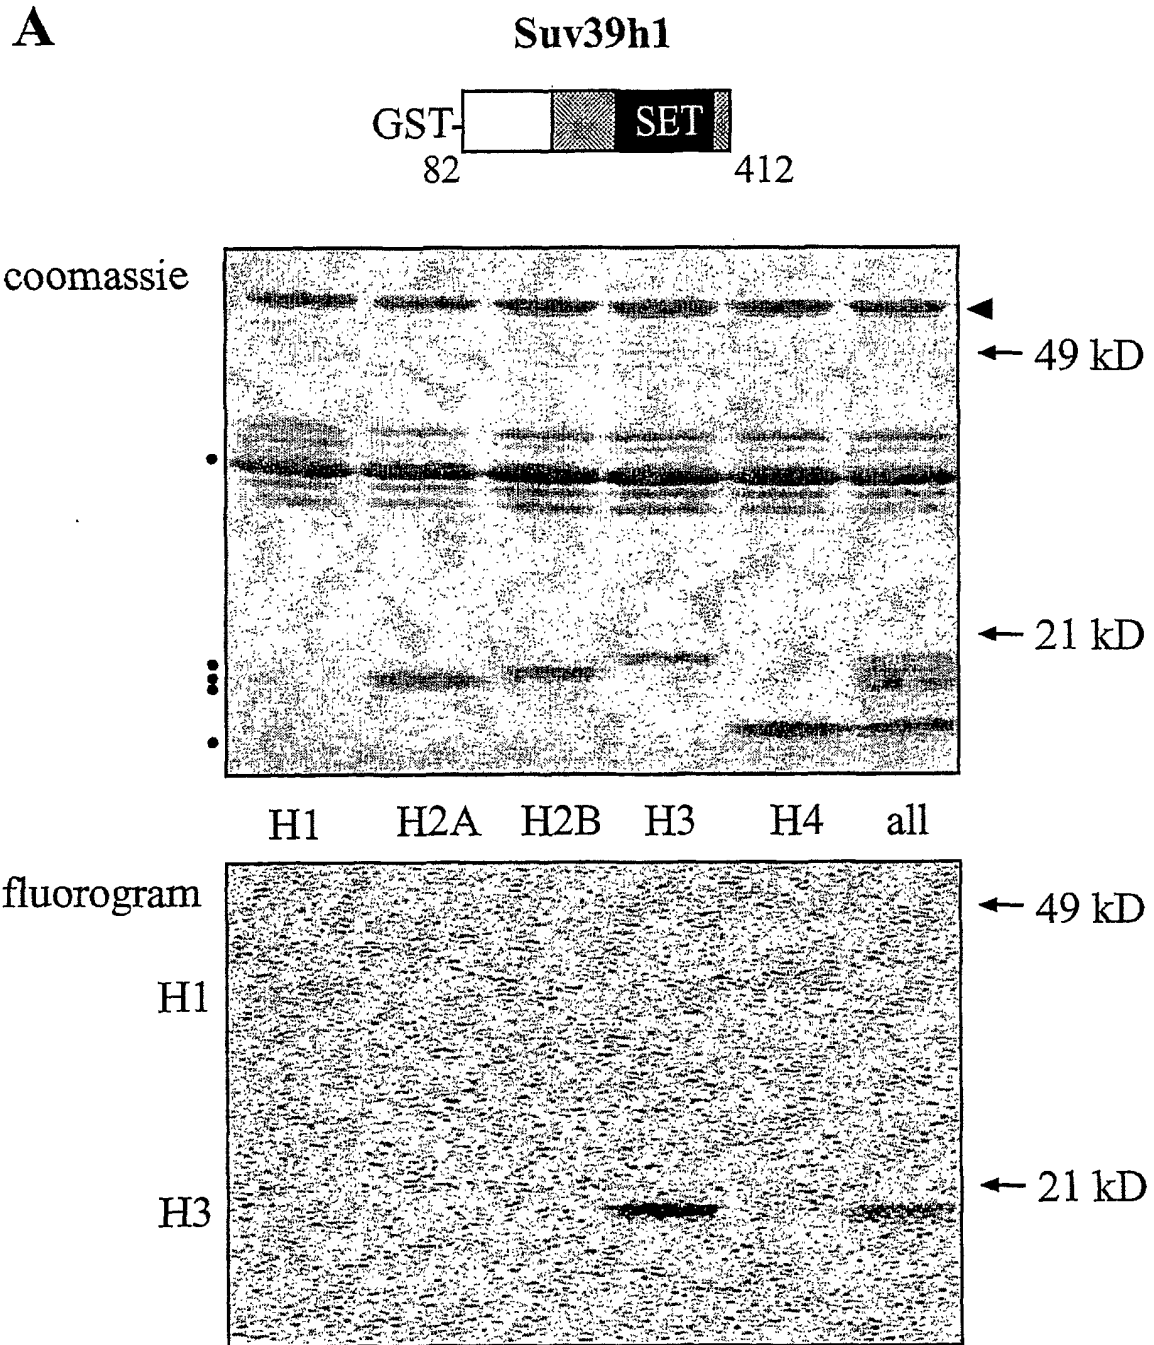 A
Suv39h1
GST- SET
82 412
coomassie
49 kD
21 kD
H1 H2A H2B H3 H4 all
fluorogram
49 kD
H1
21 kD
H3